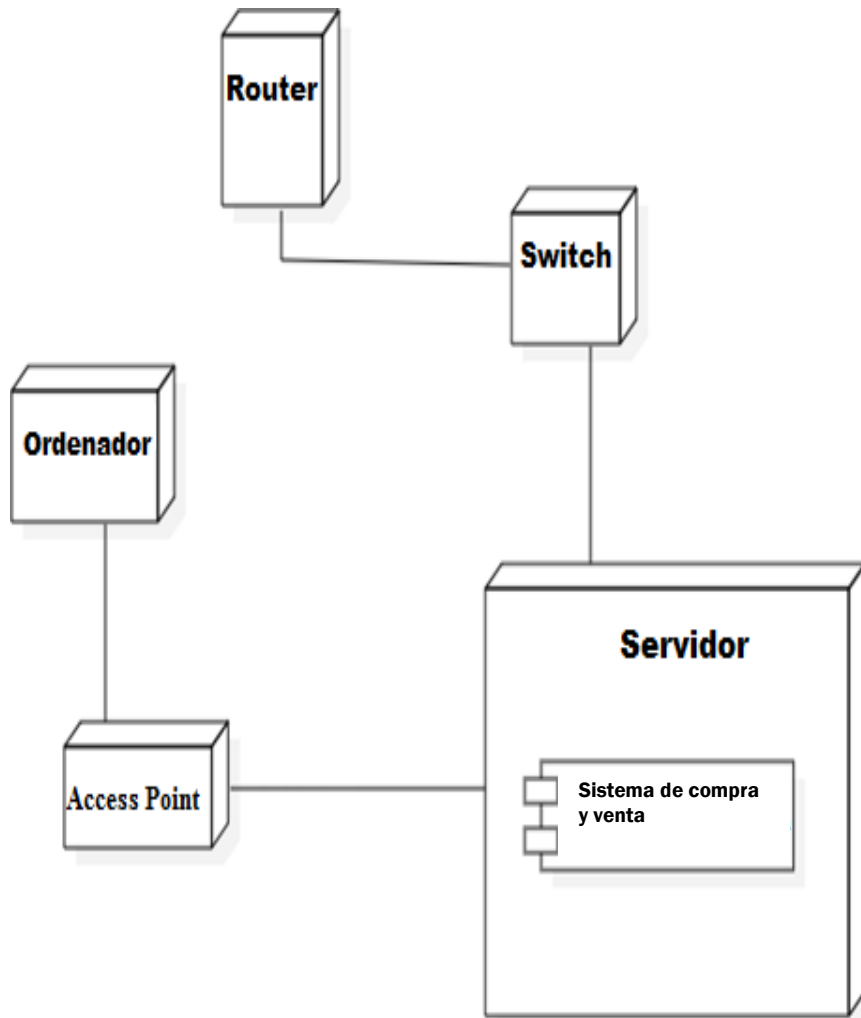 Router
Switch
Ordenador
Servidor
Sistema de compra
y venta
Access Point